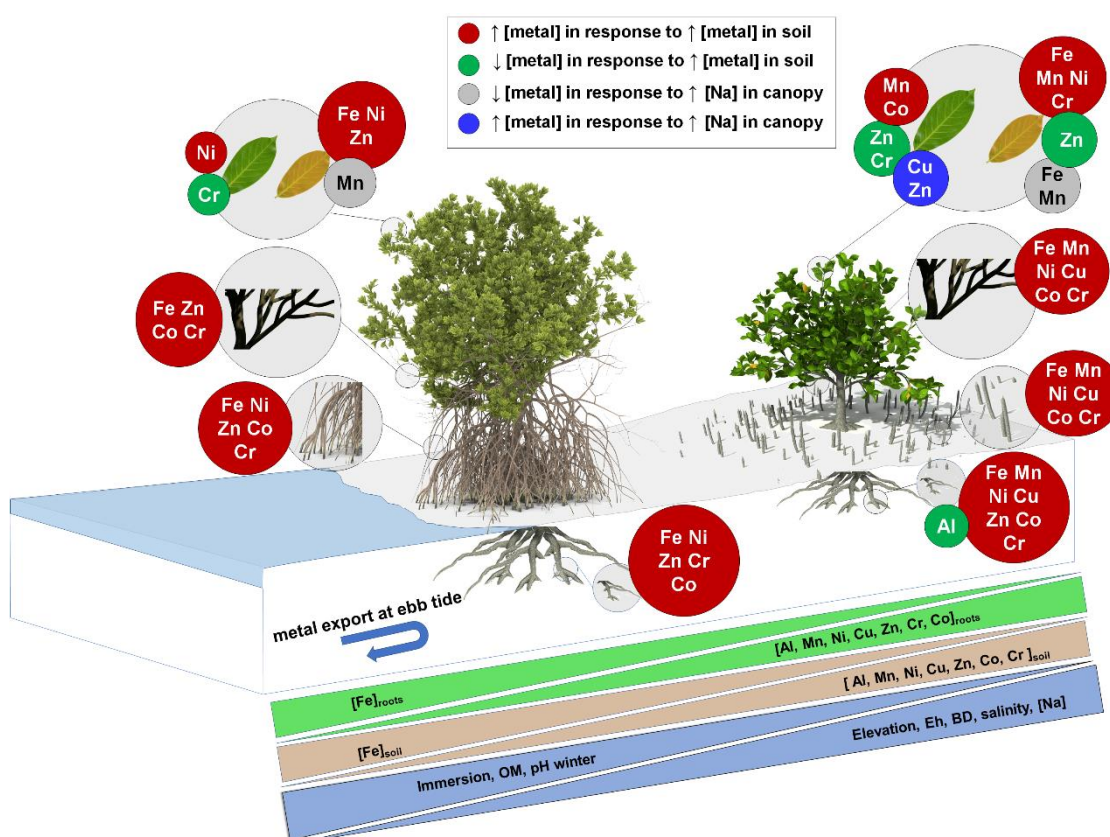 ↑ [metal] in response to ↑ [metal] in soil
↓ [metal] in response to ↑ [metal] in soil
↓ [metal] in response to ↑ [Na] in canopy
↑ [metal] in response to ↑ [Na] in canopy
Fe Ni
Zn
Ni
Cr
Mn
Fe
Mn Ni
Cr
Mn
Co
Zn
Cr
Zn
Cu
Zn
Fe
Mn
Fe Zn
Co Cr
Fe Mn
Ni Cu
Co Cr
Fe Ni
Zn Co
Cr
Fe Mn
Ni Cu
Co Cr
Fe Mn
Ni Cu
Zn Co
Cr
Al
Fe Ni
Zn Cr
Co
metal export at ebb tide
[Al, Mn, Ni, Cu, Zn, Cr, Co]roots
[Fe]roots
[ Al, Mn, Ni, Cu, Zn, Co, Cr ]soil
[Fe]soil
Elevation, Eh, BD, salinity, [Na]
Immersion, OM, pH winter